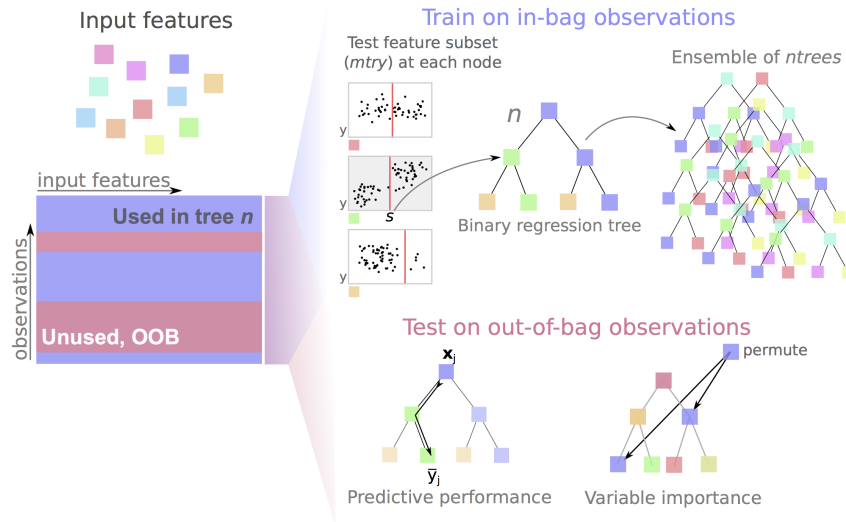 Input features
Train on in-bag observations
Test feature subset
(mtry) at each node
Ensemble of ntrees
y
n
y
s
y
Binary regression tree
input features
observations
Used in tree n
Unused, OOB
Test on out-of-bag observations
xj
permute
y̅j
Predictive performance
Variable importance